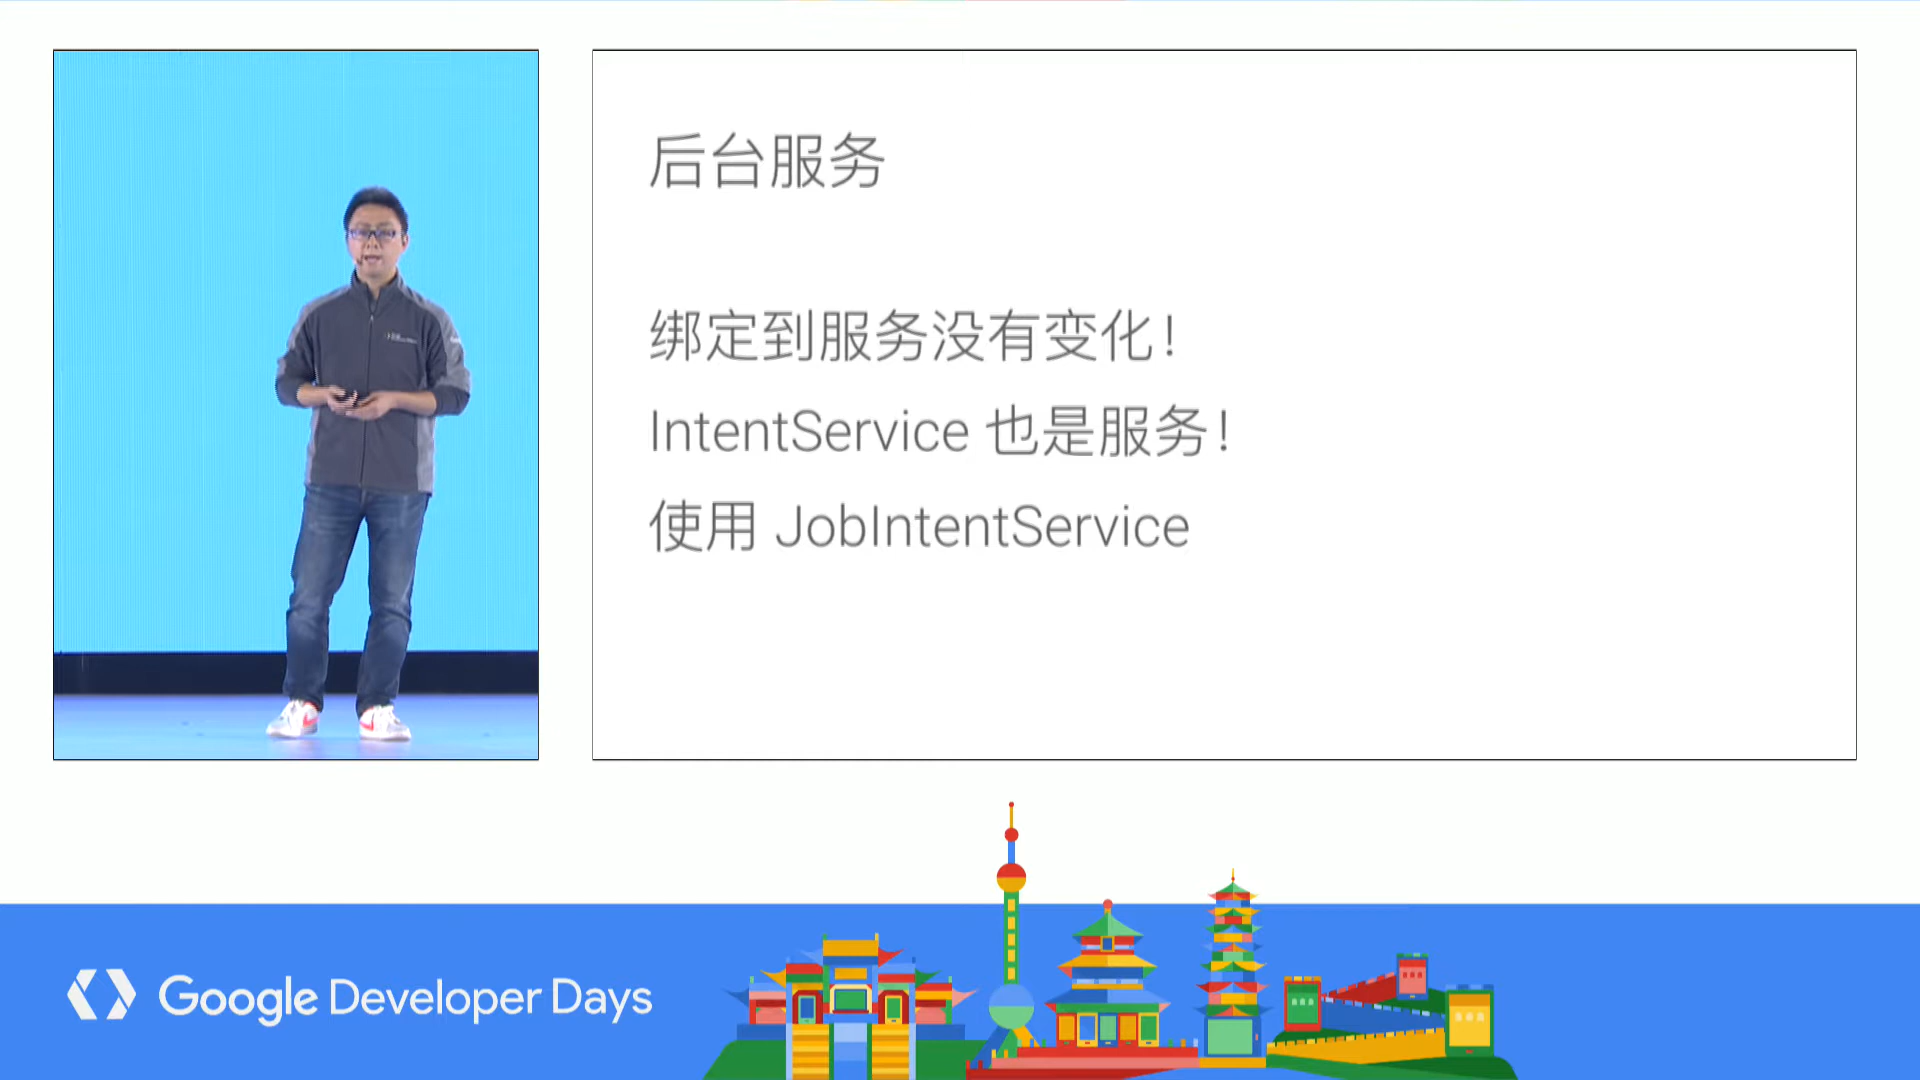 后台服务
绑定到服务没有变化！
IntentService 也是服务！
使用 JobIntentService
Google Developer Days